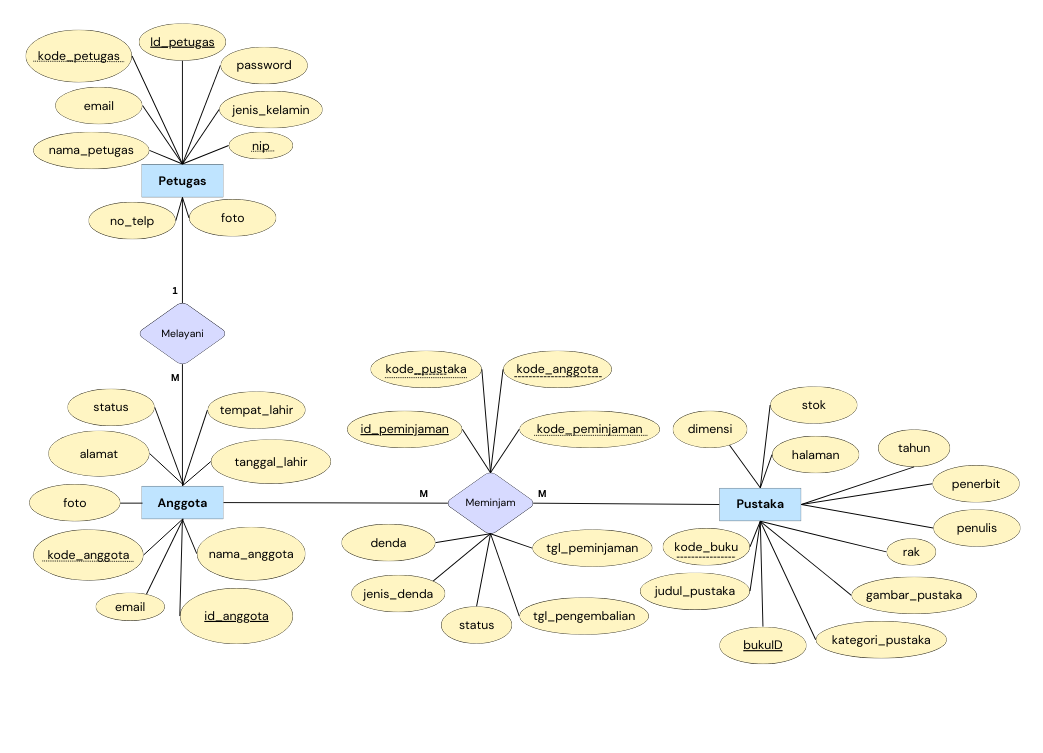 Id_petugas
kode_petugas
password
email
jenis_kelamin
nip
nama_petugas
Petugas
no_telp
foto
1
Melayani
M
status
tempat_lahir
alamat
tanggal_lahir
foto
Anggota
kode_anggota
nama_anggota
email
id_anggota
kode_pustaka
kode_anggota
id_peminjaman
kode_peminjaman
M
Meminjam
M
denda
tgl_peminjaman
jenis_denda
status
tgl_pengembalian
stok
dimensi
halaman
tahun
penerbit
Pustaka
penulis
kode_buku
rak
judul_pustaka
gambar_pustaka
bukuID
kategori_pustaka